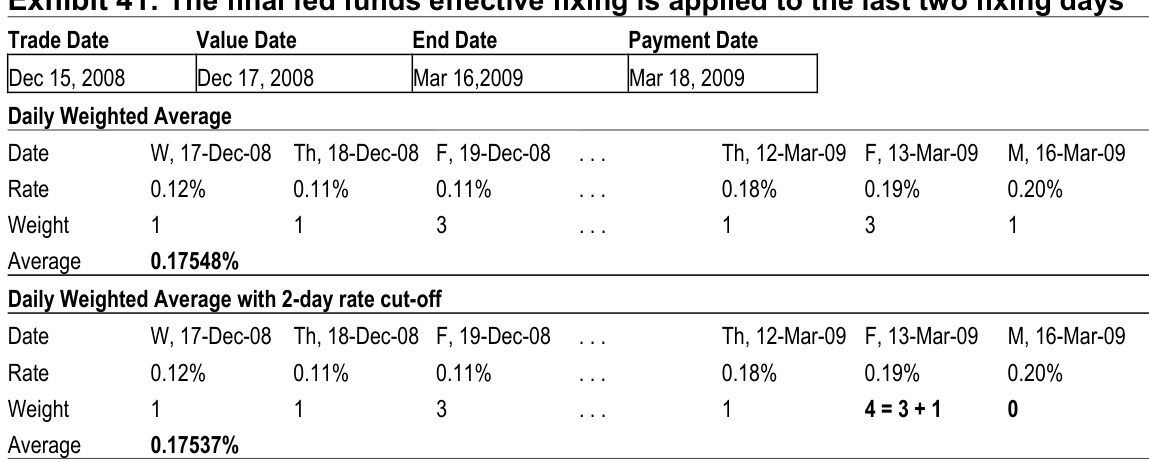 Exhibit 41: The final fed funds effective fixing is applied to the last two fixing days
Trade Date Value Date End Date Payment Date
Dec 15, 2008 Dec 17, 2008 Mar 16,2009 Mar 18, 2009
Daily Weighted Average
Date W, 17-Dec-08 Th, 18-Dec-08 F, 19-Dec-08 . . . Th, 12-Mar-09 F, 13-Mar-09 M, 16-Mar-09
Rate 0.12% 0.11% 0.11% . . . 0.18% 0.19% 0.20%
Weight 1 1 3 . . . 1 3 1
Average 0.17548%
Daily Weighted Average with 2-day rate cut-off
Date W, 17-Dec-08 Th, 18-Dec-08 F, 19-Dec-08 . . . Th, 12-Mar-09 F, 13-Mar-09 M, 16-Mar-09
Rate 0.12% 0.11% 0.11% . . . 0.18% 0.19% 0.20%
Weight 1 1 3 . . . 1 4 = 3 + 1 0
Average 0.17537%